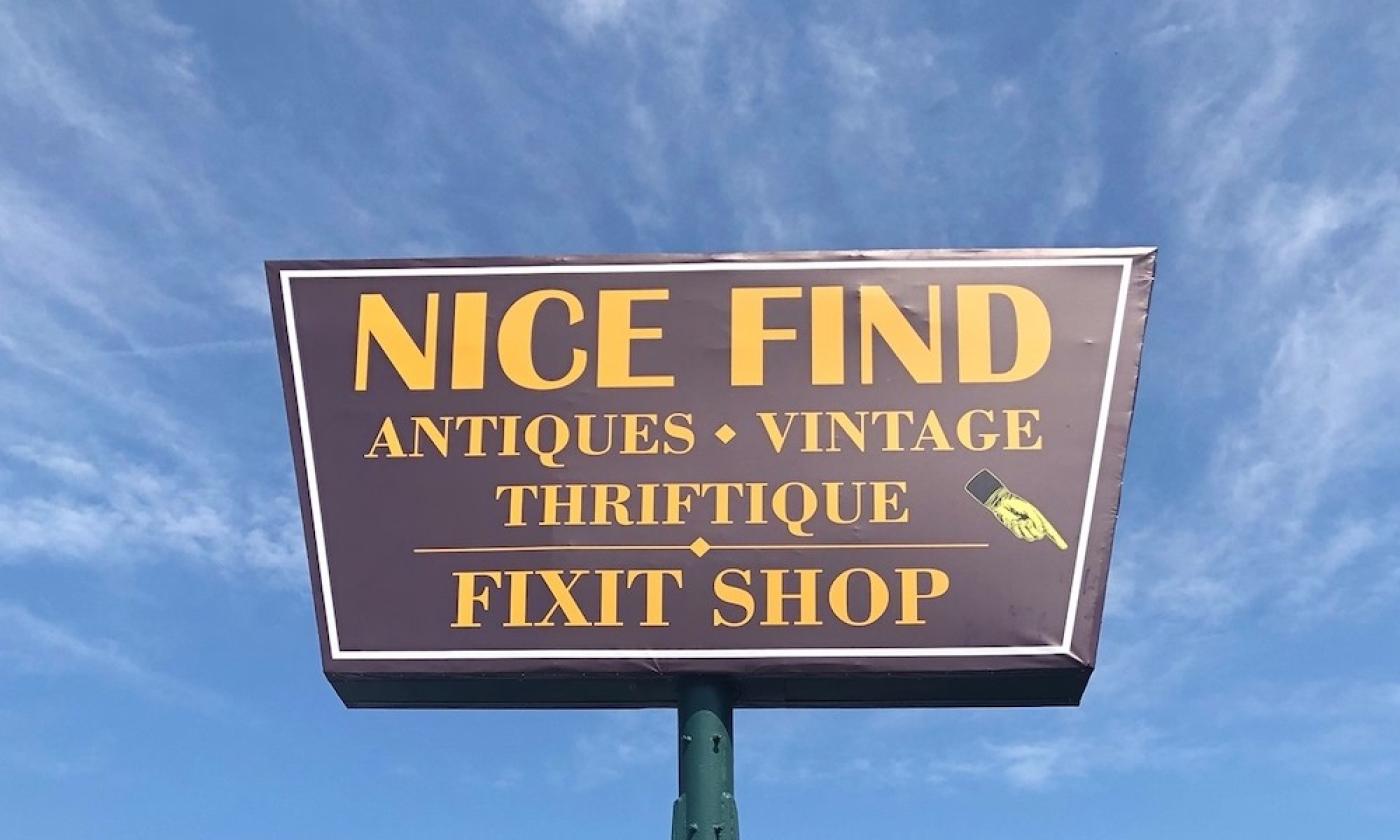 NICE FIND
ANTIQUES ◆ VINTAGE
THRIFTIQUE
FIXIT SHOP